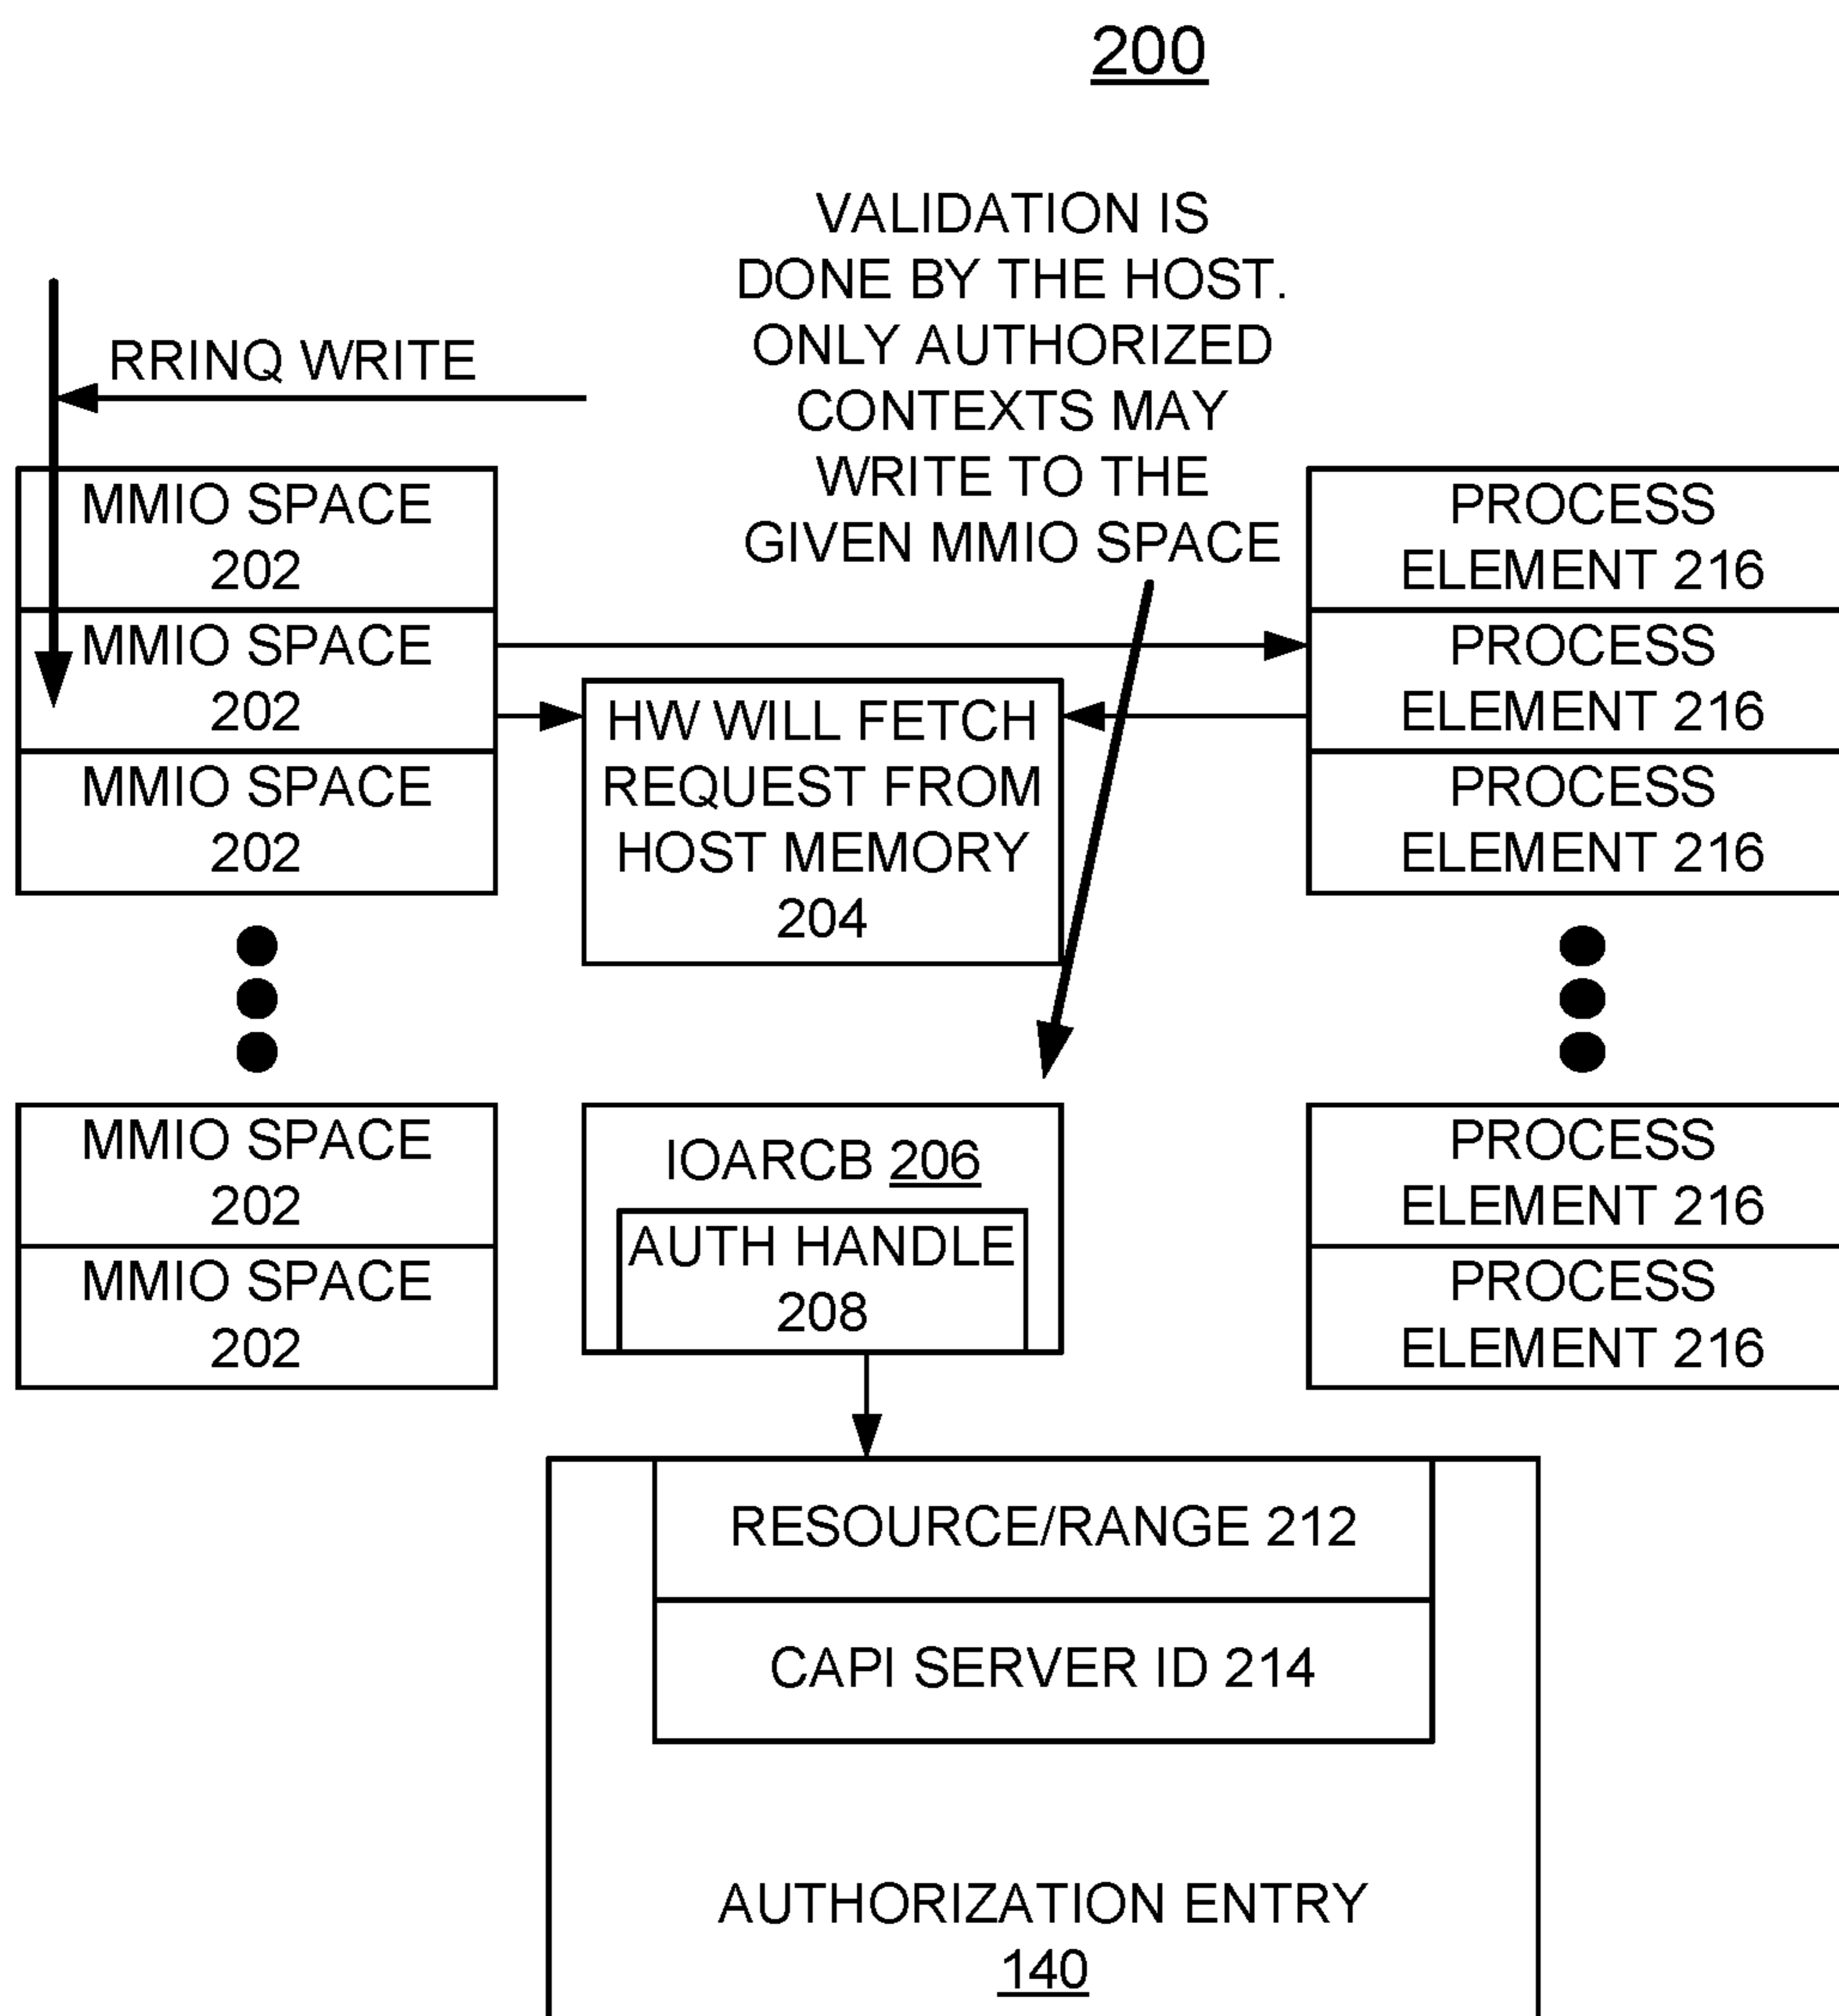 200
VALIDATION IS
DONE BY THE HOST.
ONLY AUTHORIZED
CONTEXTS MAY
WRITE TO THE
GIVEN MMIO SPACE
RRINQ WRITE
MMIO SPACE
202
MMIO SPACE
202
MMIO SPACE
202
HW WILL FETCH
REQUEST FROM
HOST MEMORY
204
PROCESS
ELEMENT 216
PROCESS
ELEMENT 216
PROCESS
ELEMENT 216
MMIO SPACE
202
MMIO SPACE
202
IOARCB 206
AUTH HANDLE
208
PROCESS
ELEMENT 216
PROCESS
ELEMENT 216
RESOURCE/RANGE 212
CAPI SERVER ID 214
AUTHORIZATION ENTRY
140